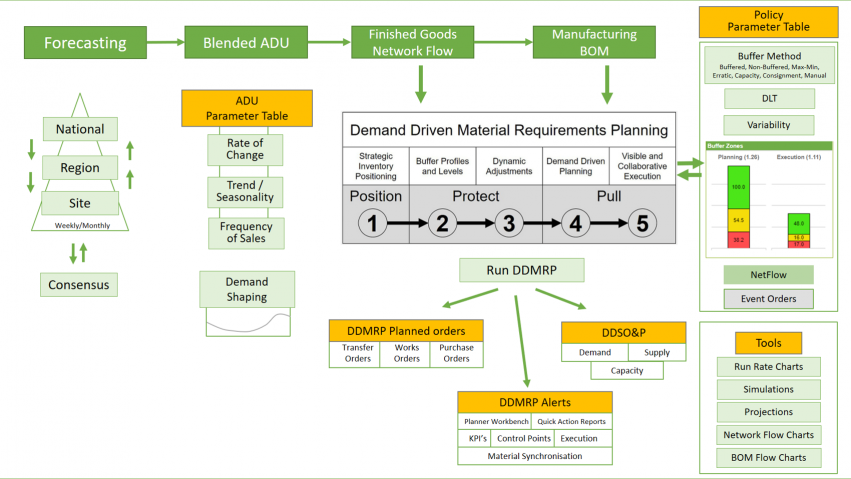 Forecasting
Blended ADU
Finished Goods
Network Flow
Manufacturing
BOM
Policy
Parameter Table
Buffer Method
Buffered, Non-Buffered, Max-Min,
Erratic, Capacity, Consignment, Manual
DLT
Variability
Buffer Zones
Planning (1.26)
Execution (1.11)
100.0
54.5
38.2
40.0
17.0
NetFlow
Event Orders
National
Region
Site
Weekly/Monthly
Consensus
ADU
Parameter Table
Rate of
Change
Trend /
Seasonality
Frequency
of Sales
Demand
Shaping
Demand Driven Material Requirements Planning
Strategic
Inventory
Positioning
Buffer Profiles
and Levels
Dynamic
Adjustments
Demand Driven
Planning
Visible and
Collaborative
Execution
Position
Protect
Pull
1
2
3
4
5
Run DDMRP
DDMRP Planned orders
Transfer
Orders
Works
Orders
Purchase
Orders
DDSO&P
Demand
Supply
Capacity
DDMRP Alerts
Planner Workbench
Quick Action Reports
KPI's
Control Points
Execution
Material Synchronisation
Tools
Run Rate Charts
Simulations
Projections
Network Flow Charts
BOM Flow Charts